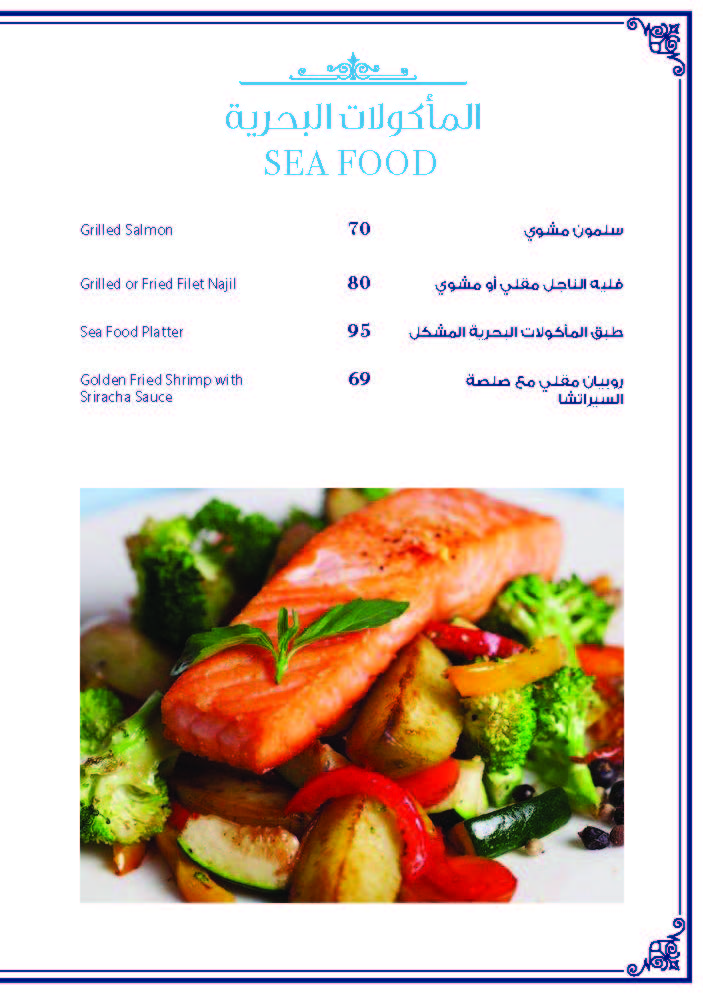 المأكولات البحرية
SEA FOOD
Grilled Salmon 70 سلمون مشوي
Grilled or Fried Filet Najil 80 فليه الناجل مقلي أو مشوي
Sea Food Platter 95 طبق المأكولات البحرية المشكل
Golden Fried Shrimp with 69 روبيان مقلي مع صلصة
Sriracha Sauce السيراتشا